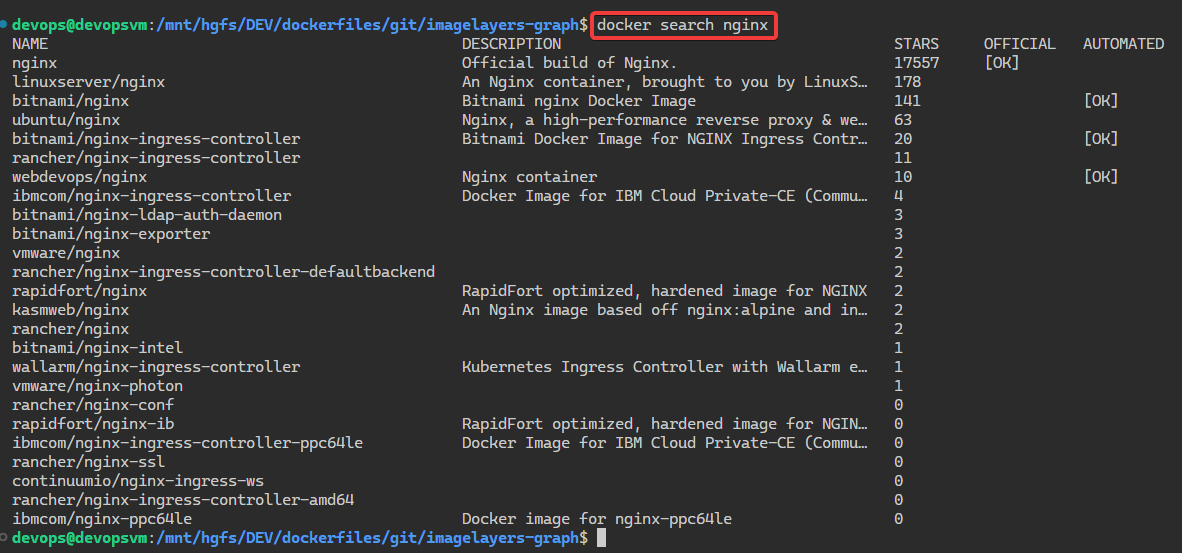 devops@devopsvm:/mnt/hgfs/DEV/dockerfiles/git/imagelayers-graph$ docker search nginx
NAME DESCRIPTION STARS OFFICIAL AUTOMATED
nginx Official build of Nginx. 17557 [OK]
linuxserver/nginx An Nginx container, brought to you by LinuxS… 178
bitnami/nginx Bitnami nginx Docker Image 141 [OK]
ubuntu/nginx Nginx, a high-performance reverse proxy & we… 63
bitnami/nginx-ingress-controller Bitnami Docker Image for NGINX Ingress Contr… 20 [OK]
rancher/nginx-ingress-controller 11
webdevops/nginx Nginx container 10 [OK]
ibmcom/nginx-ingress-controller Docker Image for IBM Cloud Private-CE (Commu… 4
bitnami/nginx-ldap-auth-daemon 3
bitnami/nginx-exporter 3
vmware/nginx 2
rancher/nginx-ingress-controller-defaultbackend 2
rapidfort/nginx RapidFort optimized, hardened image for NGINX 2
kasmweb/nginx An Nginx image based off nginx:alpine and in… 2
rancher/nginx 2
bitnami/nginx-intel 1
wallarm/nginx-ingress-controller Kubernetes Ingress Controller with Wallarm e… 1
vmware/nginx-photon 1
rancher/nginx-conf 0
rapidfort/nginx-ib RapidFort optimized, hardened image for NGIN… 0
ibmcom/nginx-ingress-controller-ppc64le Docker Image for IBM Cloud Private-CE (Commu… 0
rancher/nginx-ssl 0
continuumio/nginx-ingress-ws 0
rancher/nginx-ingress-controller-amd64 0
ibmcom/nginx-ppc64le Docker image for nginx-ppc64le 0
devops@devopsvm:/mnt/hgfs/DEV/dockerfiles/git/imagelayers-graph$